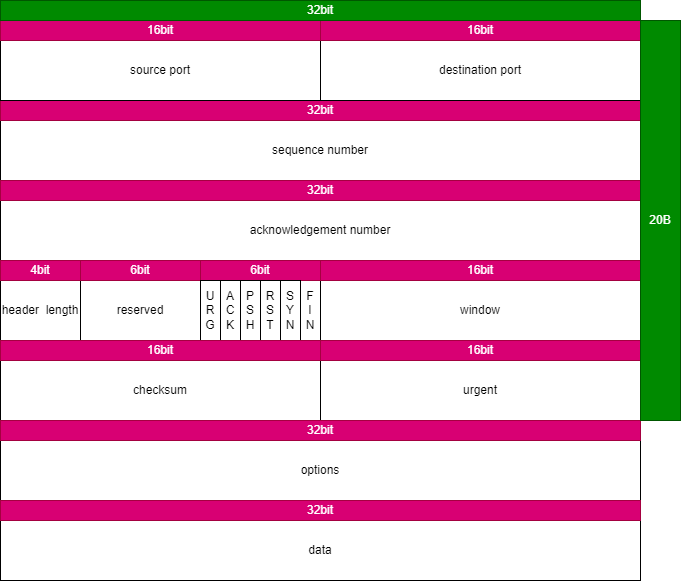 32bit
16bit 16bit
source port destination port
32bit
sequence number
32bit
acknowledgement number
20B
4bit 6bit 6bit 16bit
header length reserved URG ACK PSH RST SYN FIN window
16bit 16bit
checksum urgent
32bit
options
32bit
data